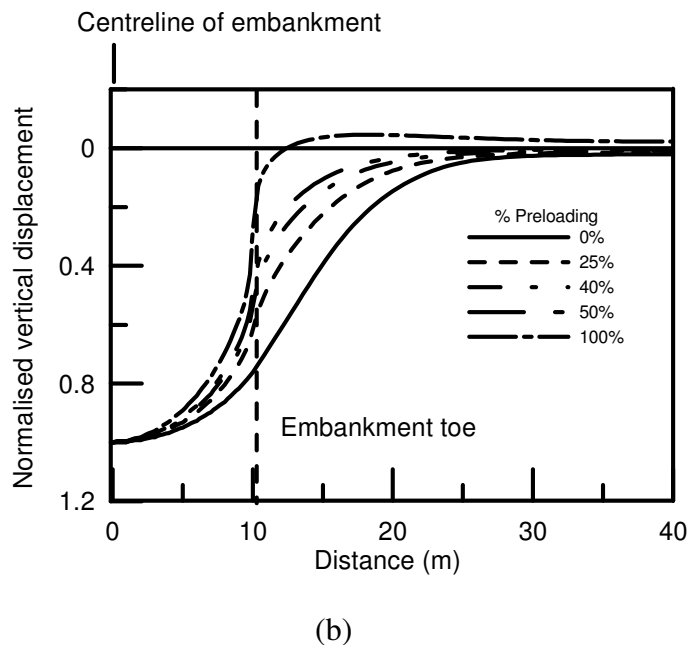 Centreline of embankment
Normalised vertical displacement
0
0.4
0.8
1.2
% Preloading
0%
25%
40%
50%
100%
Embankment toe
0 10 20 30 40
Distance (m)
(b)